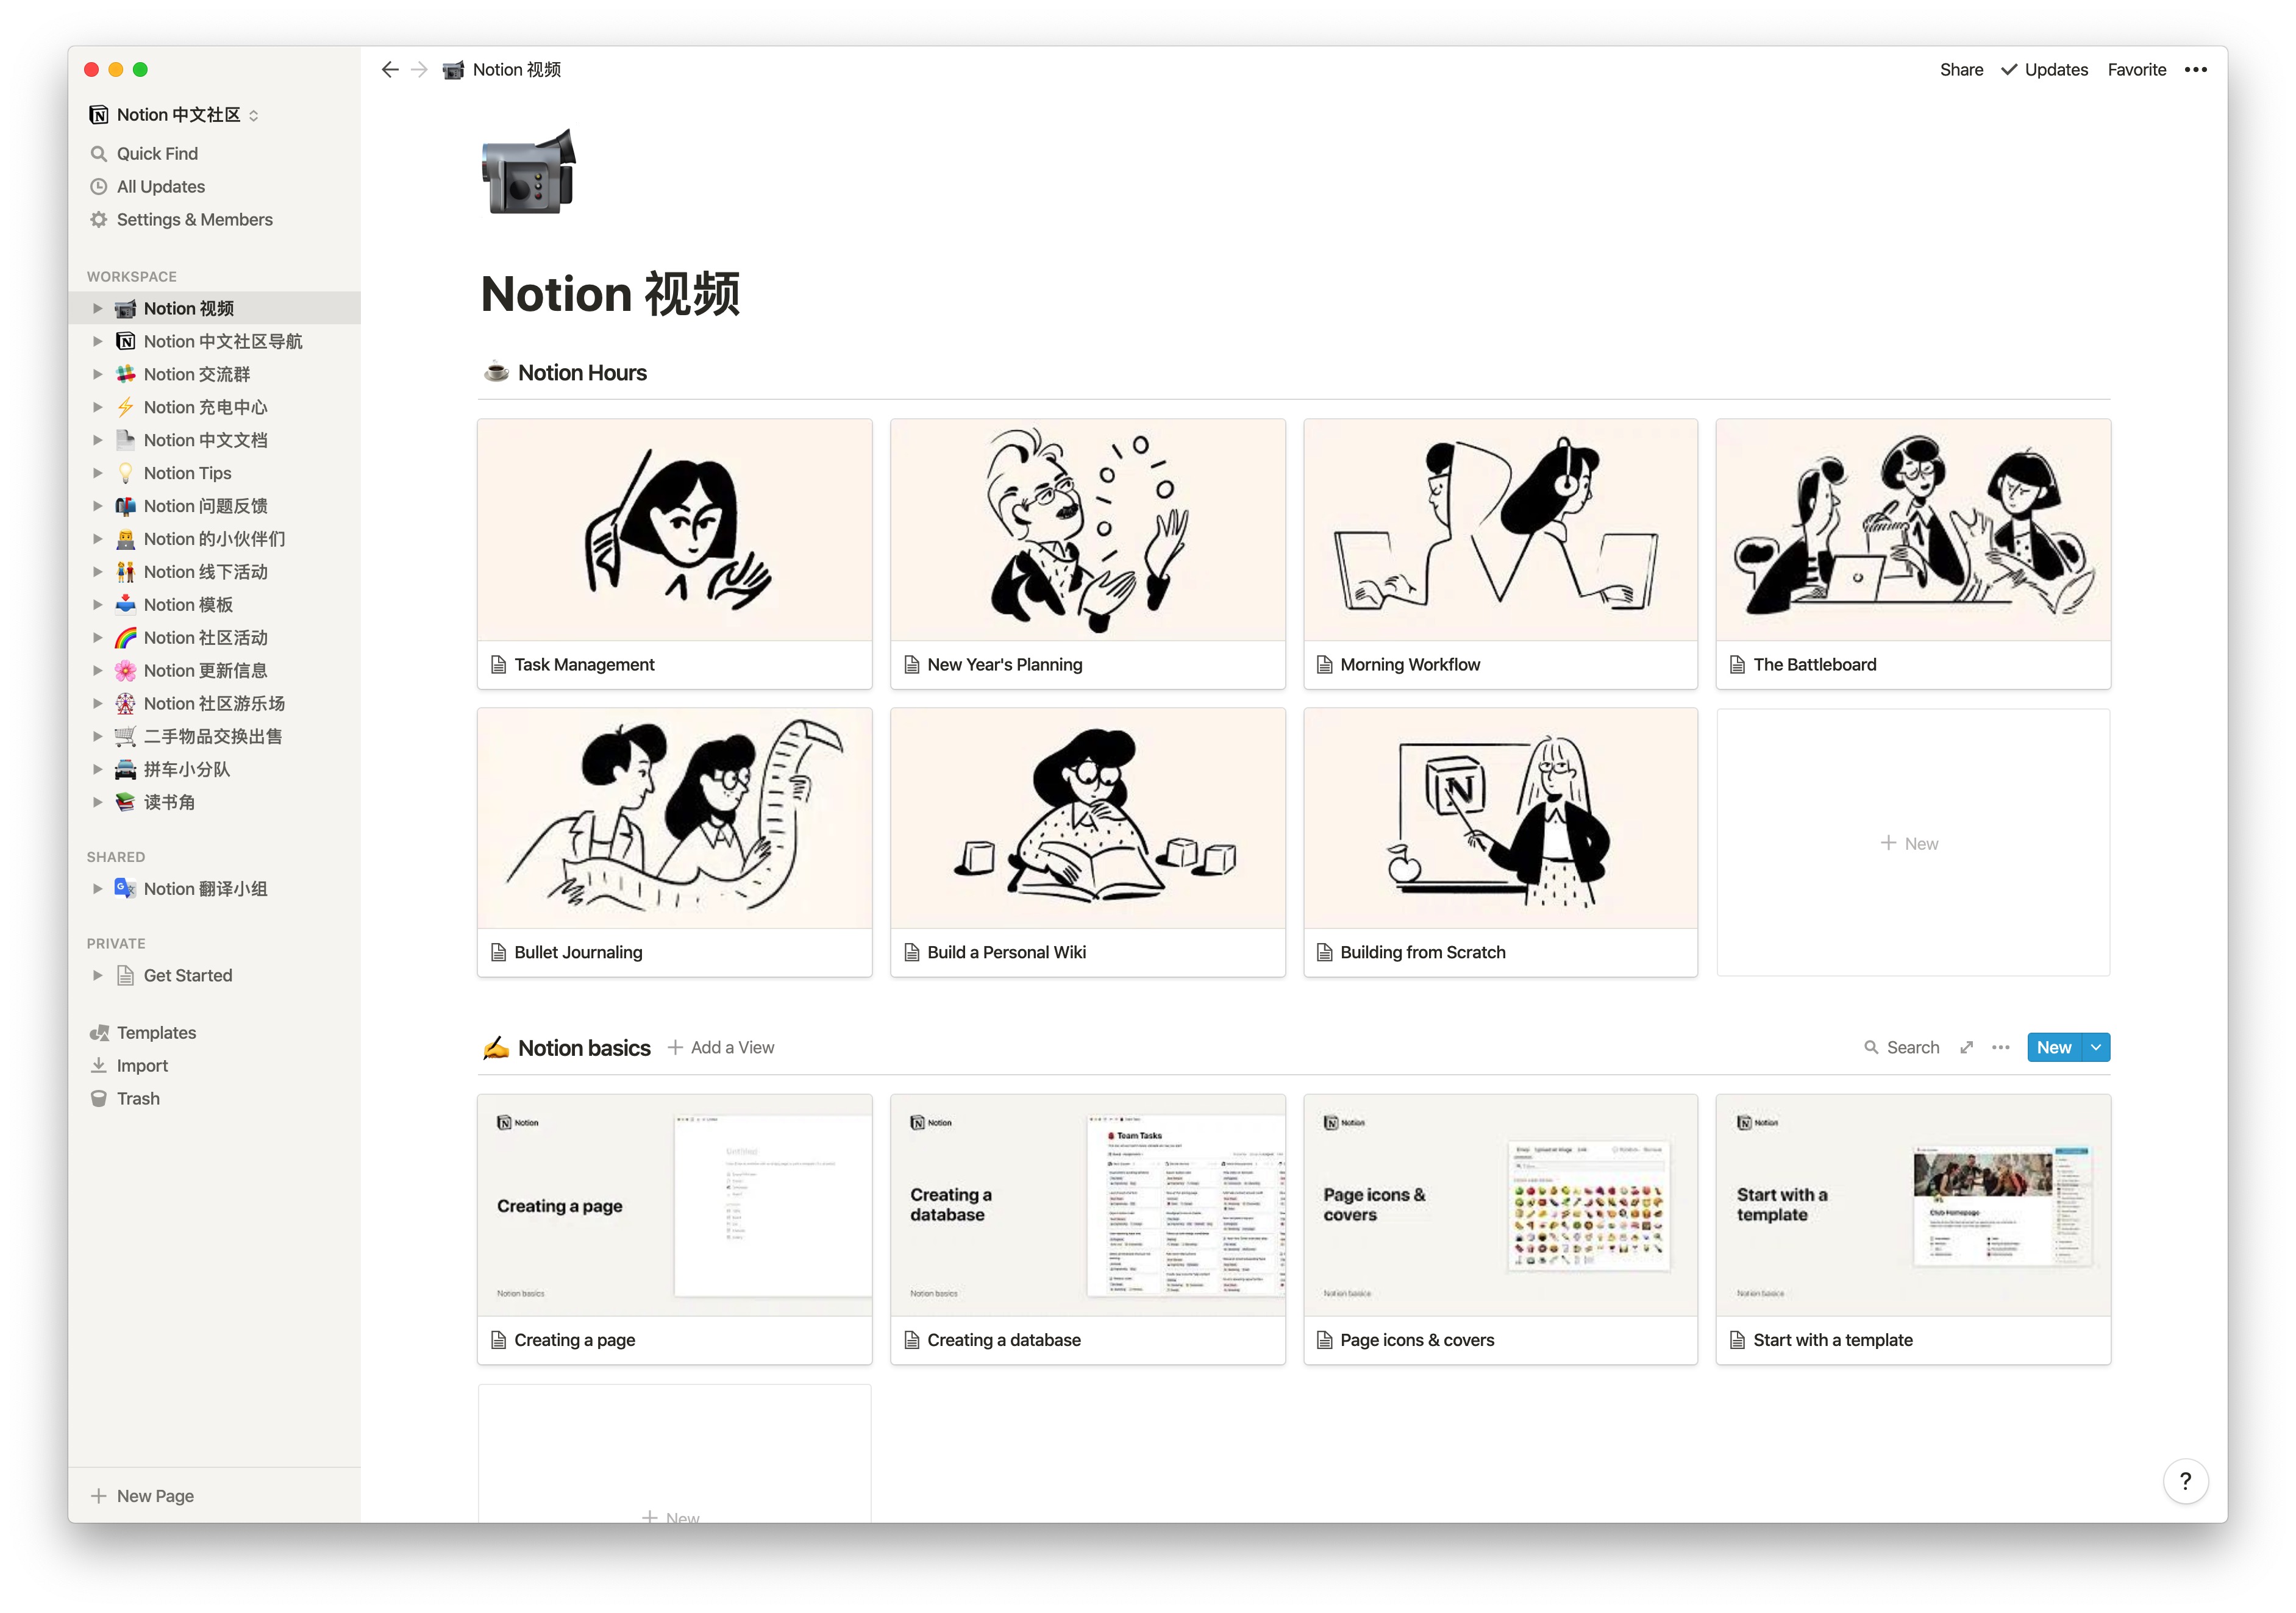 Notion 视频
Share
Updates
Favorite
Notion 中文社区
Quick Find
All Updates
Settings & Members
WORKSPACE
Notion 视频
Notion 中文社区导航
Notion 交流群
Notion 充电中心
Notion 中文文档
Notion Tips
Notion 问题反馈
Notion 的小伙伴们
Notion 线下活动
Notion 模板
Notion 社区活动
Notion 更新信息
Notion 社区游乐场
二手物品交换出售
拼车小分队
读书角
SHARED
Notion 翻译小组
PRIVATE
Get Started
Templates
Import
Trash
New Page
Notion 视频
Notion Hours
Task Management
New Year's Planning
Morning Workflow
The Battleboard
Bullet Journaling
Build a Personal Wiki
Building from Scratch
New
Notion basics
Add a View
Search
New
Notion
Creating a page
Notion basics
Creating a page
Notion
Creating a
database
Notion basics
Team Tasks
Creating a database
Notion
Page icons &
covers
Notion basics
Page icons & covers
Notion
Start with a
template
Notion basics
Club Homepage
Start with a template
New
?